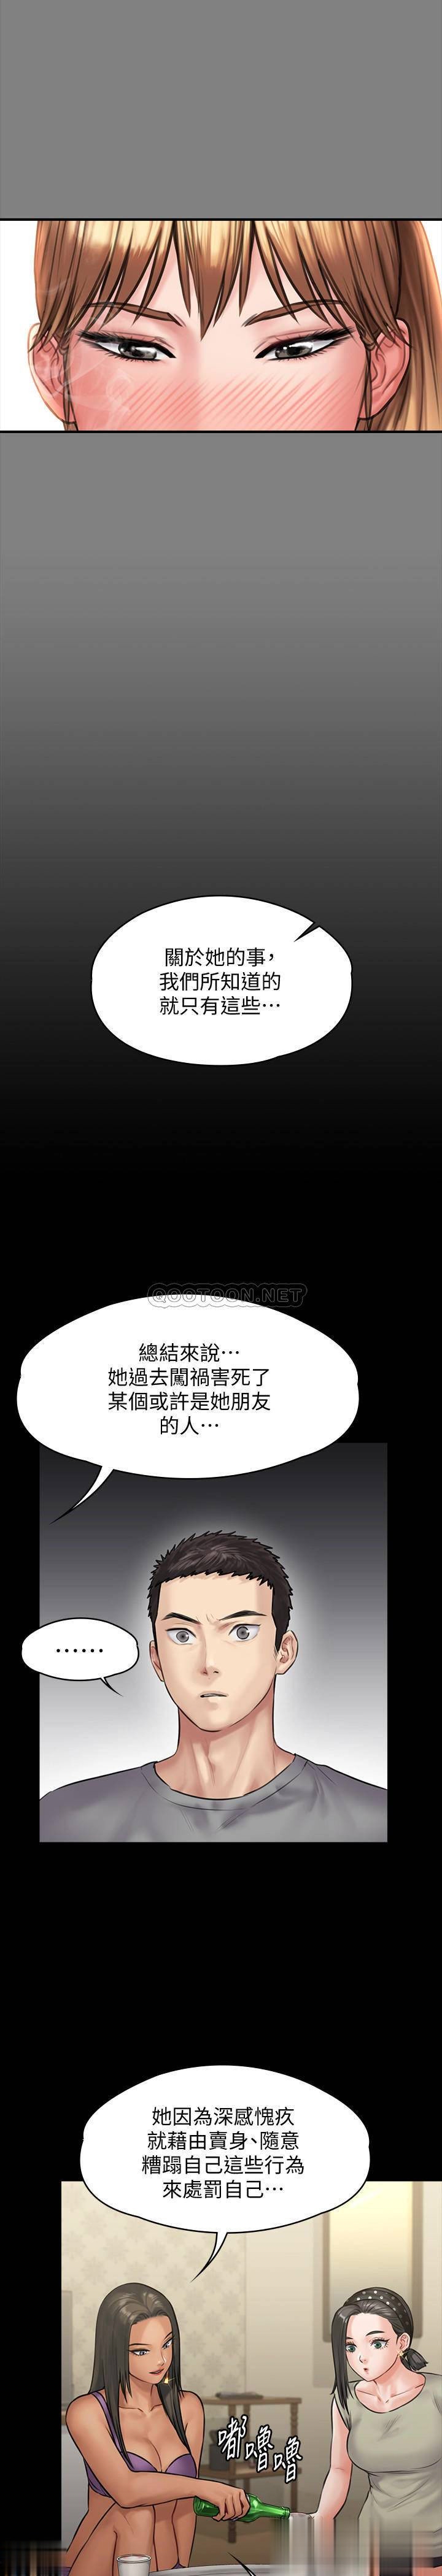 關於她的事，
我們所知道的
就只有這些⋯
QOOTOON.NET
總結來說⋯
她過去闖禍害死了
某個或許是她朋友
的人⋯
⋯⋯
她因為深感愧疚
就藉由賣身、隨意
糟蹋自己這些行為
來處罰自己⋯
嘟嚕嚕